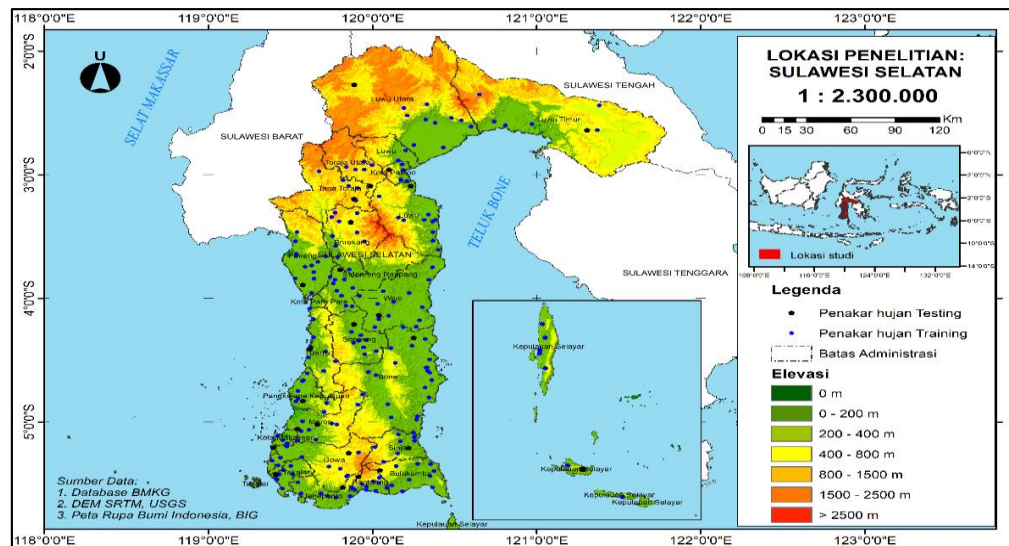 118°0'0"E 119°0'0"E 120°0'0"E 121°0'0"E 122°0'0"E 123°0'0"E
2°0'0"S
3°0'0"S
4°0'0"S
5°0'0"S
U
SELAT MAKASSAR
SULAWESI TENGAH
Luwu Utara
Luwu Timur
SULAWESI BARAT
Luwu
Toraja Utara
Kota Palopo
Tana Toraja
Luwu
TELUK BONE
Enrekang
Pinrang
SULAWESI SELATAN
SULAWESI TENGGARA
Sidenreng Rappang
Kota Pare Pare
Wajo
Soppeng
Barru
Bone
Pangkajene Kepulauan
Maros
Kota Makassar
Gowa
Sinjai
Bulukumba
Takalar
Jeneponto
Kepulauan Selayar
Kepulauan Selayar
Kepulauan Selayar
Kepulauan Selayar
Kepulauan Selayar
Sumber Data:
1. Database BMKG
2. DEM SRTM, USGS
3. Peta Rupa Bumi Indonesia, BIG
118°0'0"E 119°0'0"E 120°0'0"E 121°0'0"E 122°0'0"E 123°0'0"E
LOKASI PENELITIAN:
SULAWESI SELATAN
1 : 2.300.000
Km
0 15 30 60 90 120
Lokasi studi
Legenda
Penakar hujan Testing
Penakar hujan Training
Batas Administrasi
Elevasi
0 m
0 - 200 m
200 - 400 m
400 - 800 m
800 - 1500 m
1500 - 2500 m
> 2500 m